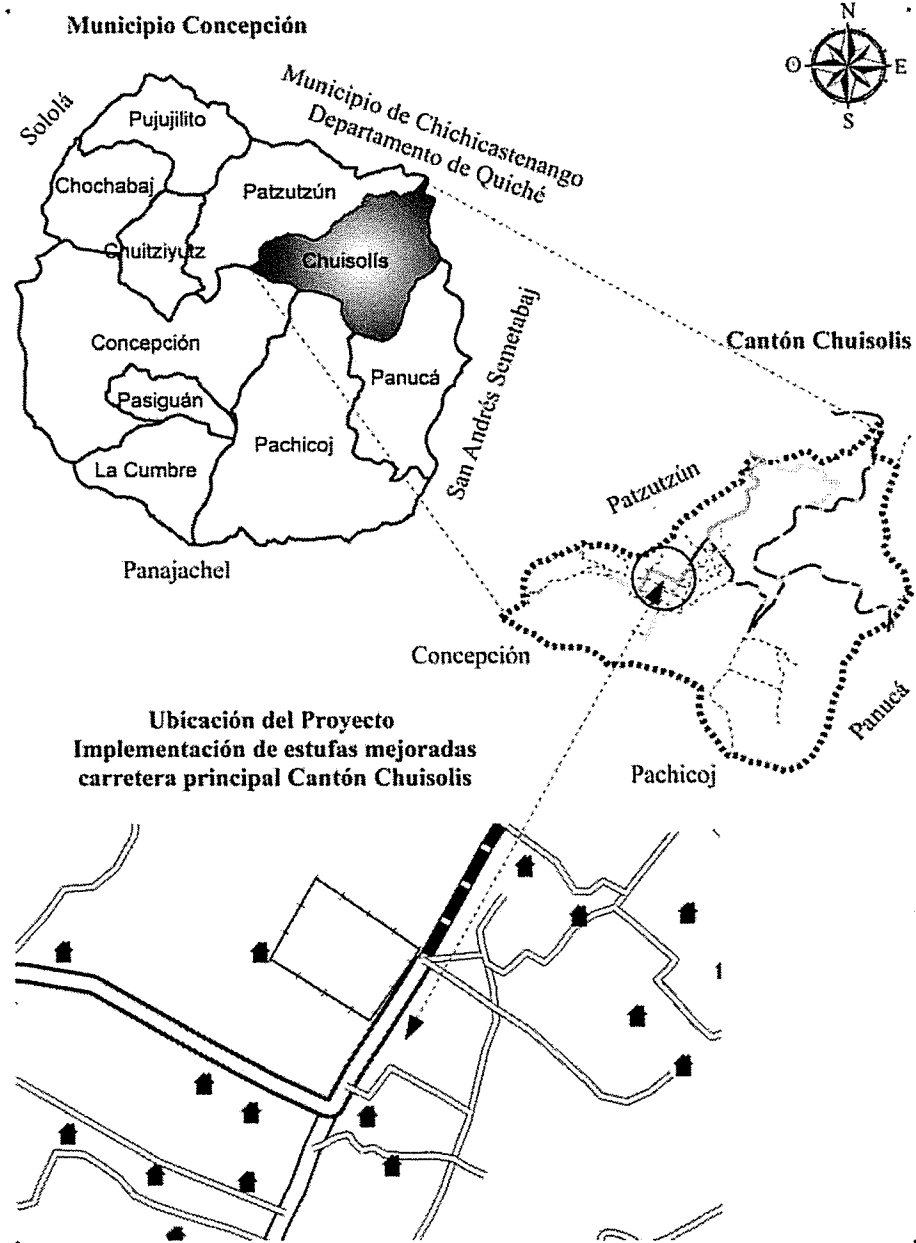 Municipio Concepción
N
O
E
S
Sololá
Municipio de Chichicastenango
Departamento de Quiché
Pujujilito
Chochabaj
Patzutzún
Chuitziyutz
Chuisolís
Concepción
Pasiguán
Panucá
Pachicoj
La Cumbre
San Andrés Semetabaj
Panajachel
Cantón Chuisolis
Patzutzún
Concepción
Panucá
Pachicoj
Ubicación del Proyecto
Implementación de estufas mejoradas
carretera principal Cantón Chuisolis